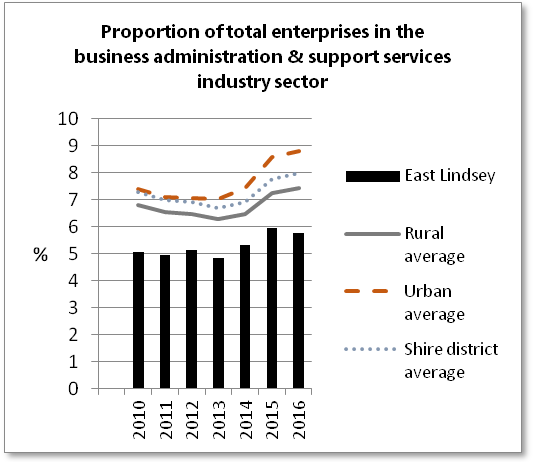 Proportion of total enterprises in the
business administration & support services
industry sector
10
9
8
7
6
5
4
3
2
1
0
%
2010
2011
2012
2013
2014
2015
2016
East Lindsey
Rural
average
Urban
average
Shire district
average